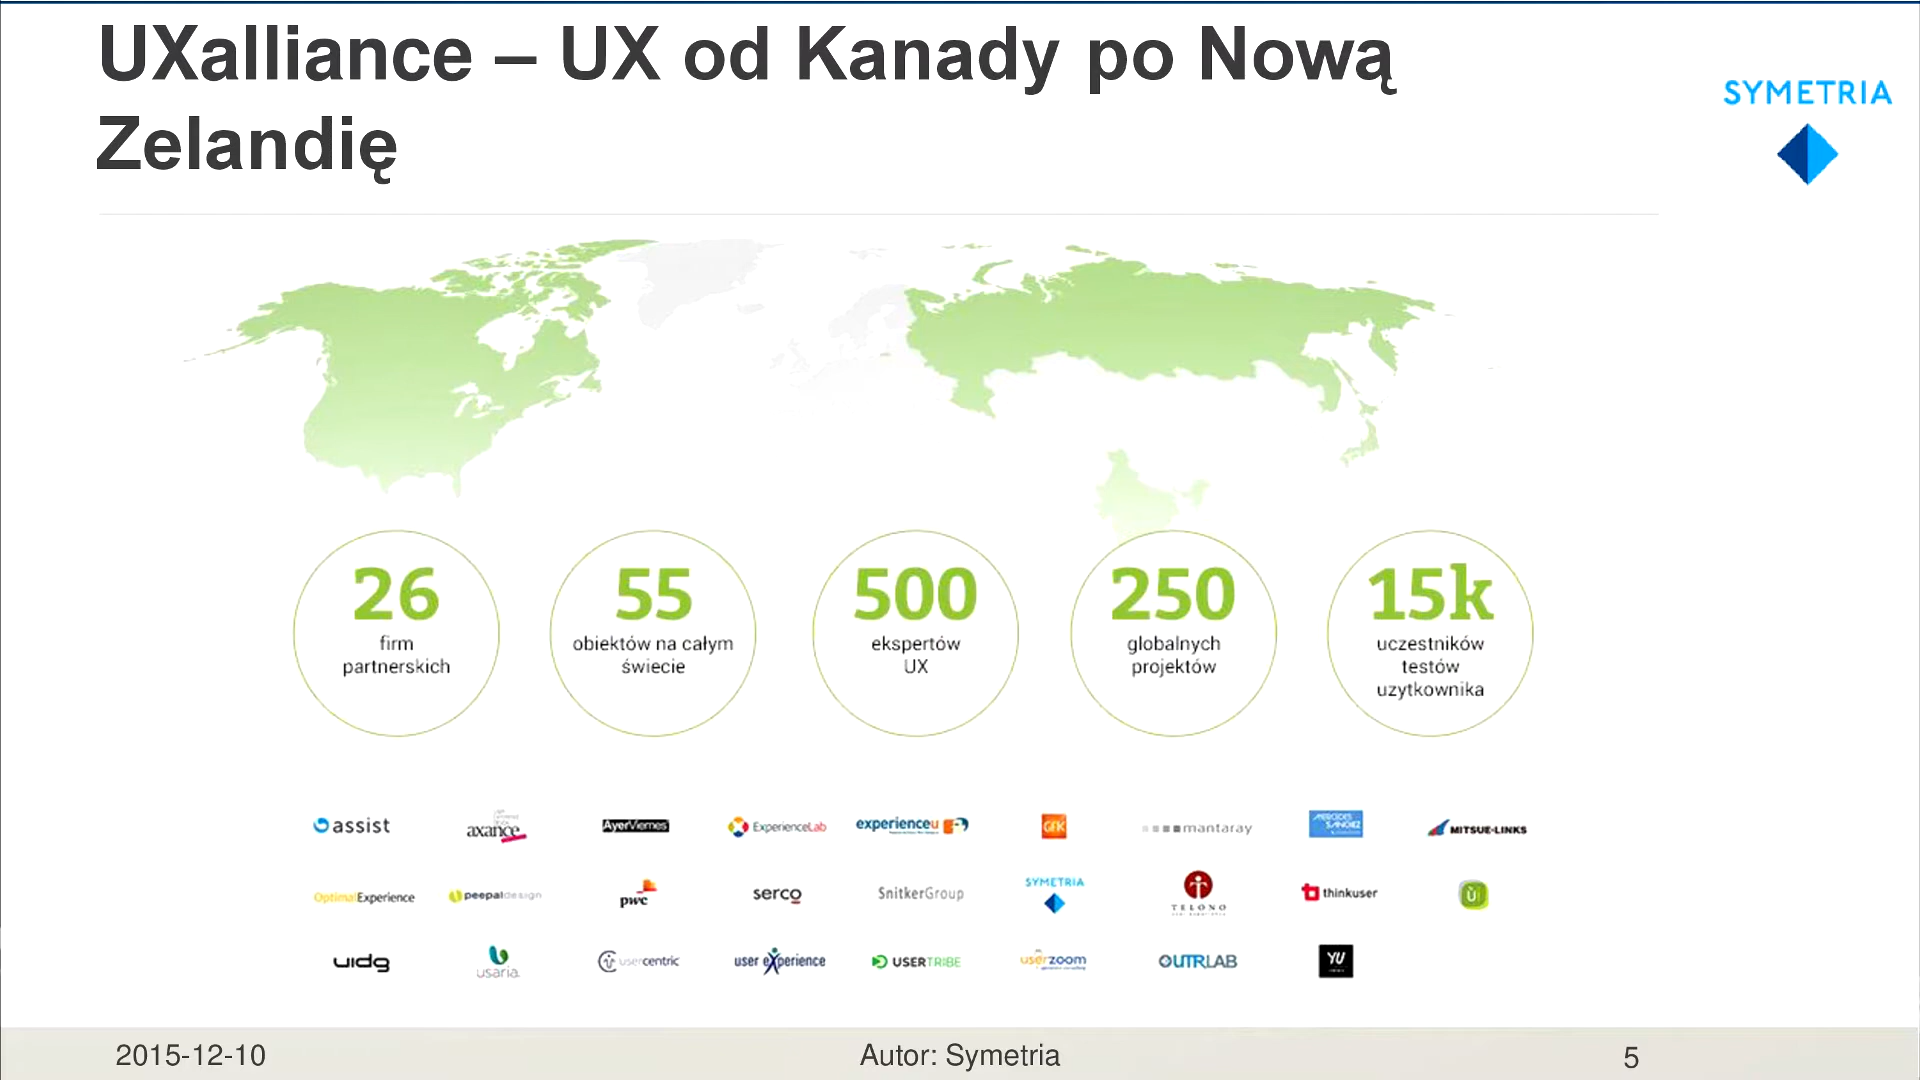 UXalliance – UX od Kanady po Nową
Zelandię
SYMETRIA
26
firm
partnerskich
55
obiektów na całym
świecie
500
ekspertów
UX
250
globalnych
projektów
15k
uczestników
testów
uzytkownika
assist
axance
AyerViernes
ExperienceLab
experienceu
GfK
mantaray
MERCEDES
SANCHEZ
MITSUE-LINKS
OptimalExperience
peepaldesign
pwc
serco
SnitkerGroup
SYMETRIA
TELONO
thinkuser
Ui
uidg
usaria.
usercentric
user eXperience
USERTRIBE
userzoom
OUTRLAB
YU
2015-12-10
Autor: Symetria
5